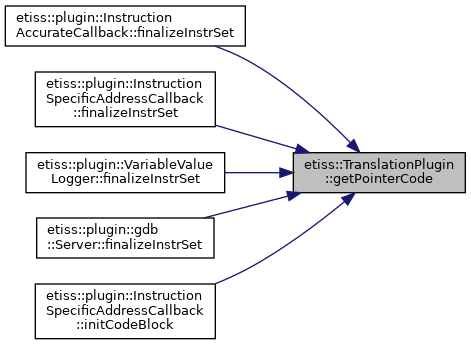 etiss::plugin::Instruction
AccurateCallback::finalizeInstrSet
etiss::plugin::Instruction
SpecificAddressCallback
::finalizeInstrSet
etiss::plugin::VariableValue
Logger::finalizeInstrSet
etiss::plugin::gdb
::Server::finalizeInstrSet
etiss::plugin::Instruction
SpecificAddressCallback
::initCodeBlock
etiss::TranslationPlugin
::getPointerCode